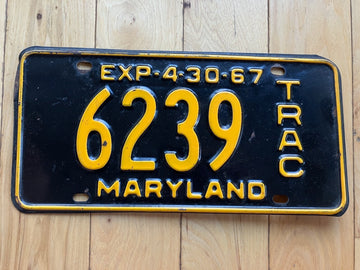 EXP-4-30-67
6239
TRAC
MARYLAND